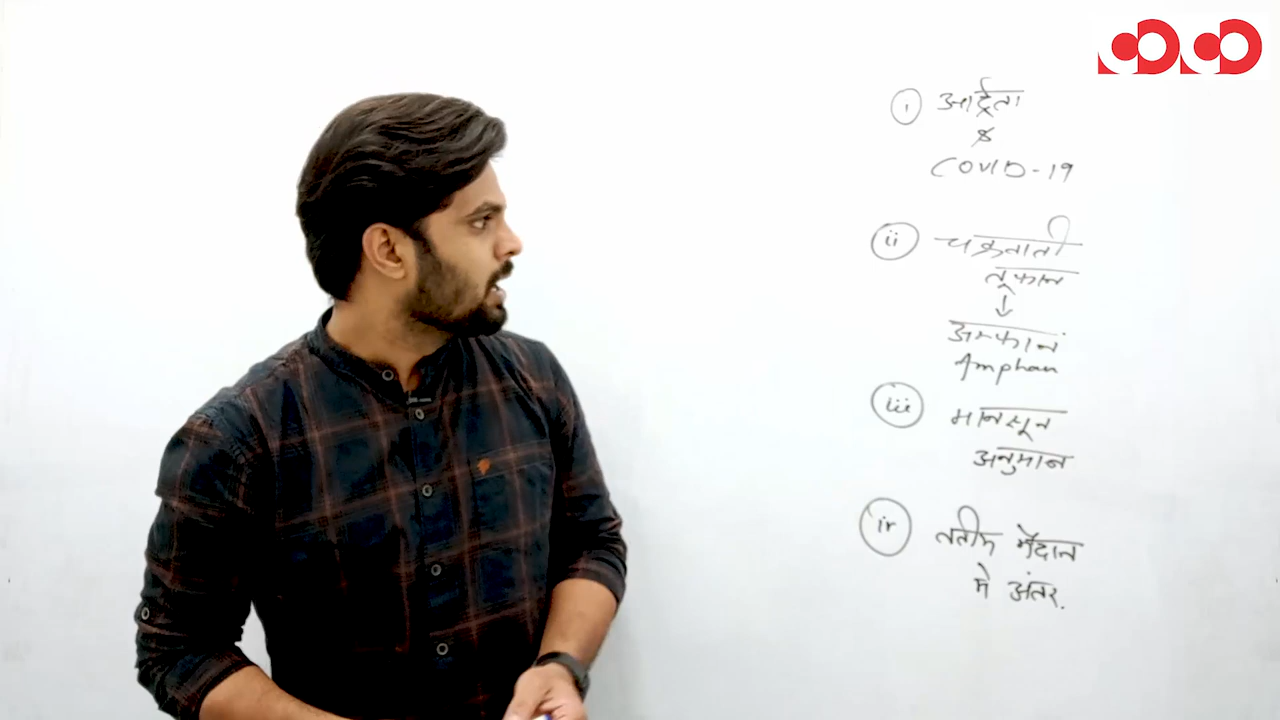 i आर्द्रता
&
COVID-19
ii चक्रवाती
तूफान
↓
अम्फान
Amphan
iii मानसून
अनुमान
iv तटीय मैदान
में अंतर.